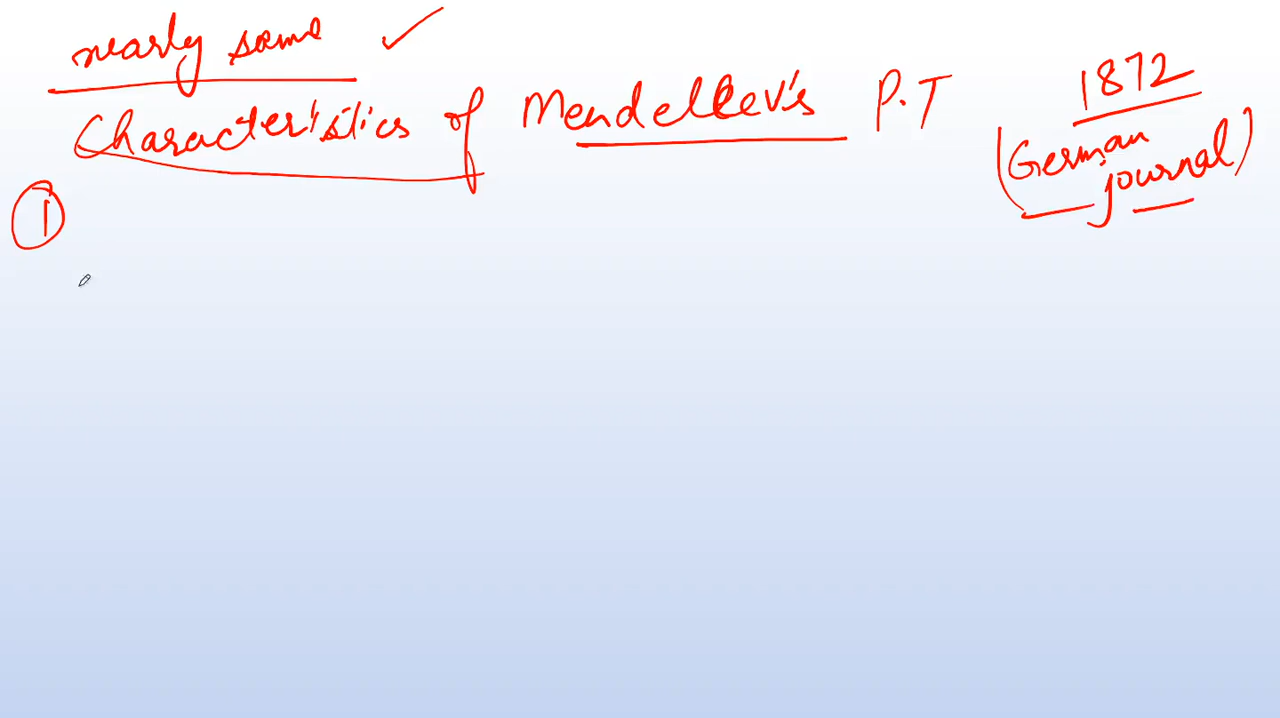 nearly same ✓
Characteristics of Mendeleev's P.T
1872
(German
journal)
1